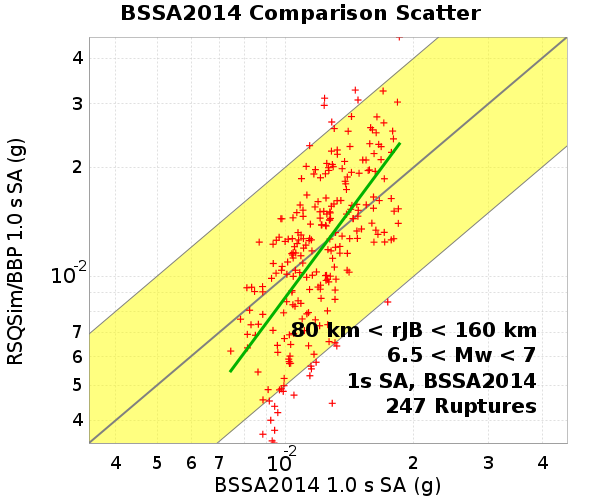 BSSA2014 Comparison Scatter
RSQSim/BBP 1.0 s SA (g)
4
3
2
10-2
7
6
5
4
80 km < rJB < 160 km
6.5 < Mw < 7
1s SA, BSSA2014
247 Ruptures
4 5 6 7 10-2 2 3 4
BSSA2014 1.0 s SA (g)